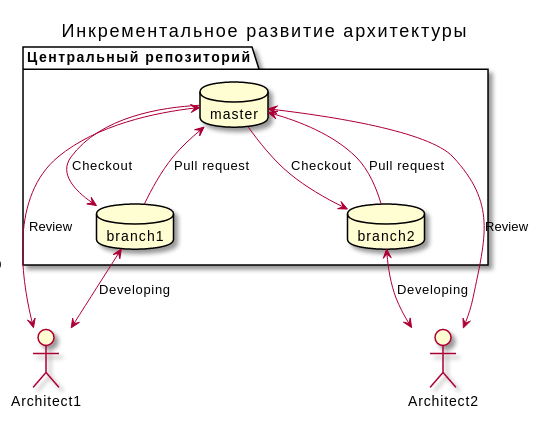 Инкрементальное развитие архитектуры
Центральный репозиторий
master
Checkout
Pull request
Checkout
Pull request
Review
branch1
branch2
Review
Developing
Developing
Architect1
Architect2